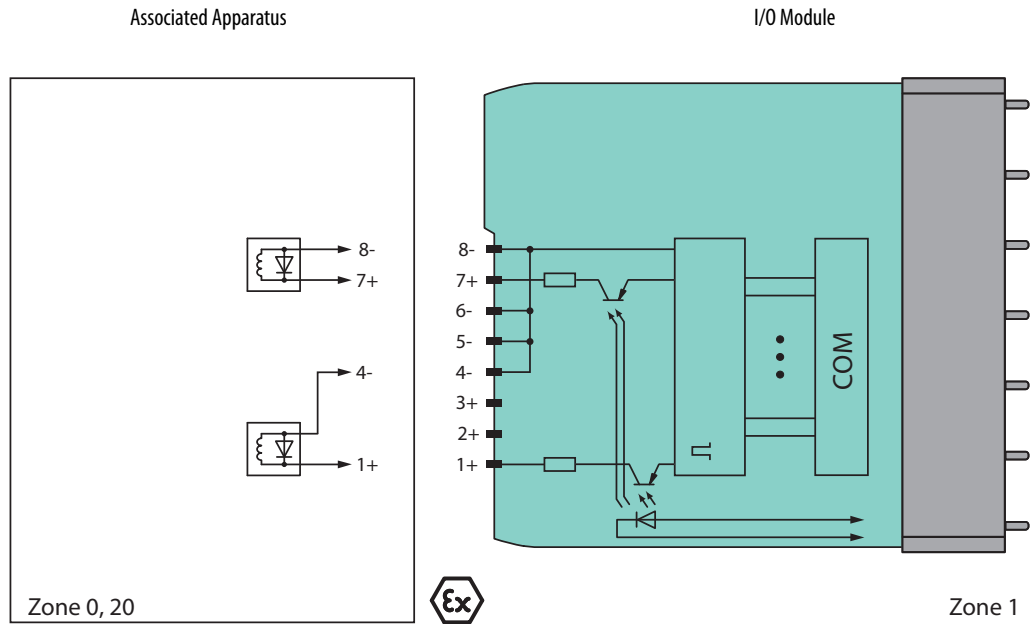 Associated Apparatus
I/O Module
8-
7+
4-
1+
8-
7+
6-
5-
4-
3+
2+
1+
COM
Zone 0, 20
εx
Zone 1